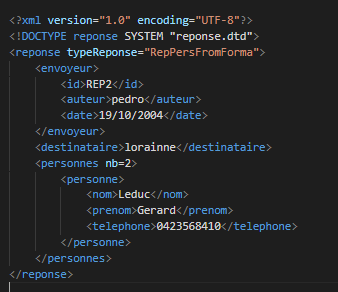 <?xml version="1.0" encoding="UTF-8"?>
<!DOCTYPE reponse SYSTEM "reponse.dtd">
<reponse typeReponse="RepPersFromForma">
    <envoyeur>
        <id>REP2</id>
        <auteur>pedro</auteur>
        <date>19/10/2004</date>
    </envoyeur>
    <destinataire>lorainne</destinataire>
    <personnes nb=2>
        <personne>
            <nom>Leduc</nom>
            <prenom>Gerard</prenom>
            <telephone>0423568410</telephone>
        </personne>
    </personnes>
</reponse>